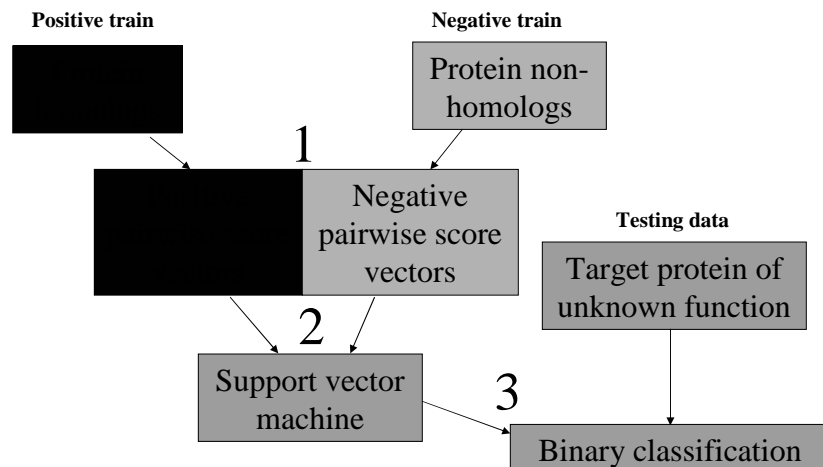 Positive train
Negative train
Protein non-
homologs
1
Negative
pairwise score
vectors
Testing data
Target protein of
unknown function
2
Support vector
machine
3
Binary classification